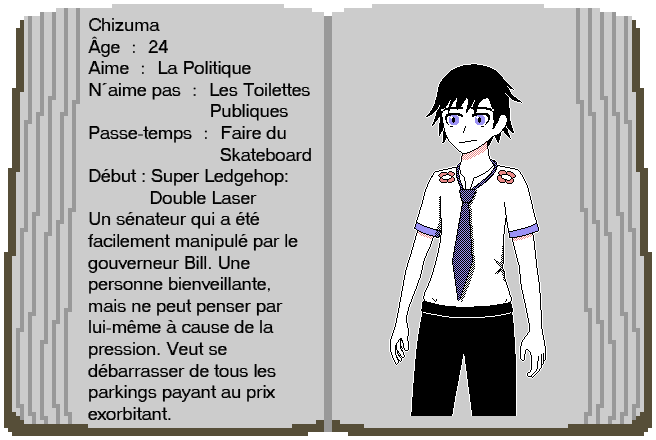 Chizuma
Âge : 24
Aime : La Politique
N´aime pas : Les Toilettes
Publiques
Passe-temps : Faire du
Skateboard
Début : Super Ledgehop:
Double Laser
Un sénateur qui a été
facilement manipulé par le
gouverneur Bill. Une
personne bienveillante,
mais ne peut penser par
lui-même à cause de la
pression. Veut se
débarrasser de tous les
parkings payant au prix
exorbitant.